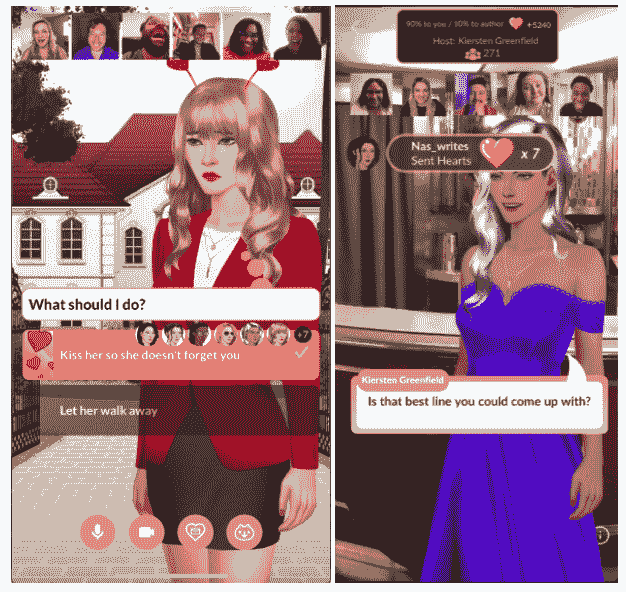 What should I do?
Kiss her so she doesn't forget you
+7
Let her walk away
90% to you / 10% to author
+5240
Host: Kiersten Greenfield
271
Nas_writes
Sent Hearts
x 7
Kiersten Greenfield
Is that best line you could come up with?